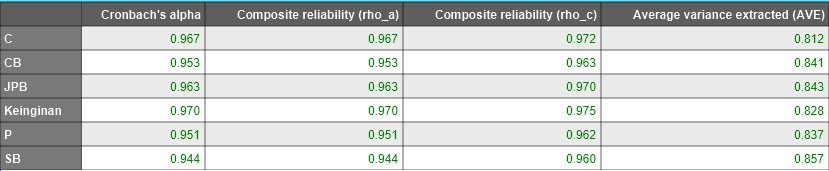 Cronbach's alpha Composite reliability (rho_a) Composite reliability (rho_c) Average variance extracted (AVE)
C 0.967 0.967 0.972 0.812
CB 0.953 0.953 0.963 0.841
JPB 0.963 0.963 0.970 0.843
Keinginan 0.970 0.970 0.975 0.828
P 0.951 0.951 0.962 0.837
SB 0.944 0.944 0.960 0.857